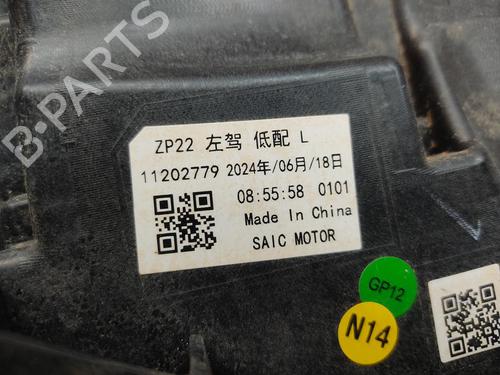 B-PARTS
ZP22 左驾 低配 L
11202779 2024年/06月/18日
08:55:58 0101
Made In China
SAIC MOTOR
GP12
N14